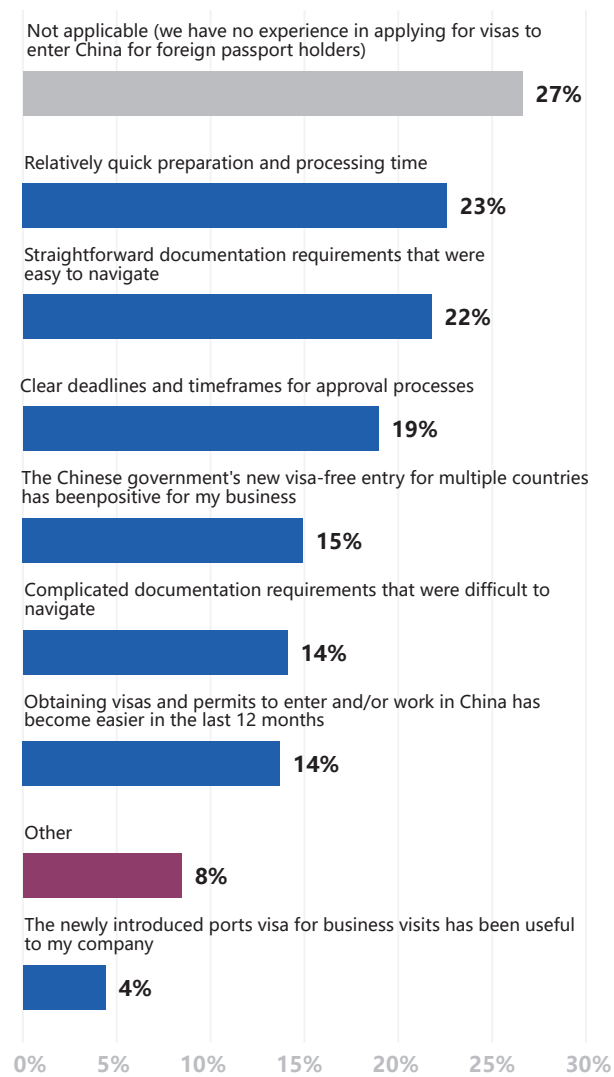 Not applicable (we have no experience in applying for visas to
enter China for foreign passport holders)
27%
Relatively quick preparation and processing time
23%
Straightforward documentation requirements that were
easy to navigate
22%
Clear deadlines and timeframes for approval processes
19%
The Chinese government's new visa-free entry for multiple countries
has beenpositive for my business
15%
Complicated documentation requirements that were difficult to
navigate
14%
Obtaining visas and permits to enter and/or work in China has
become easier in the last 12 months
14%
Other
8%
The newly introduced ports visa for business visits has been useful
to my company
4%
0% 5% 10% 15% 20% 25% 30%